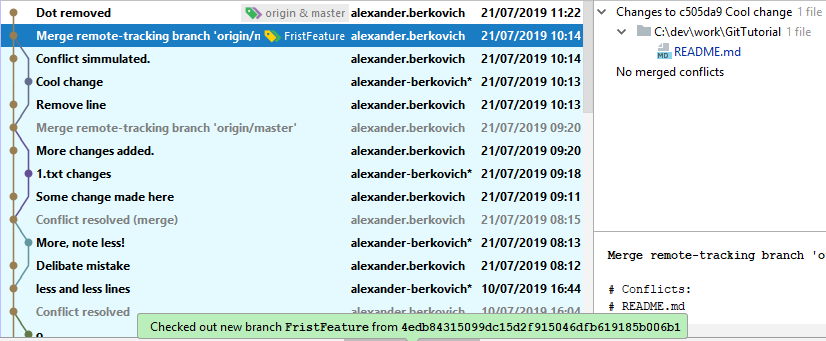 Dot removed origin & master alexander.berkovich 21/07/2019 11:22
Merge remote-tracking branch 'origin/n FristFeature alexander.berkovich 21/07/2019 10:14
Conflict simmulated. alexander.berkovich 21/07/2019 10:14
Cool change alexander-berkovich* 21/07/2019 10:13
Remove line alexander.berkovich 21/07/2019 10:13
Merge remote-tracking branch 'origin/master' alexander.berkovich 21/07/2019 09:20
More changes added. alexander.berkovich 21/07/2019 09:20
1.txt changes alexander-berkovich* 21/07/2019 09:18
Some change made here alexander.berkovich 21/07/2019 09:11
Conflict resolved (merge) alexander.berkovich 21/07/2019 08:15
More, note less! alexander-berkovich* 21/07/2019 08:13
Delibate mistake alexander.berkovich 21/07/2019 08:12
less and less lines alexander-berkovich* 10/07/2019 16:44
Conflict resolved alexander.berkovich 10/07/2019 16:04
Checked out new branch FristFeature from 4edb84315099dc15d2f915046dfb619185b006b1
Changes to c505da9 Cool change 1 file
C:\dev\work\GitTutorial 1 file
MD README.md
No merged conflicts
Merge remote-tracking branch 'o
# Conflicts:
# README.md